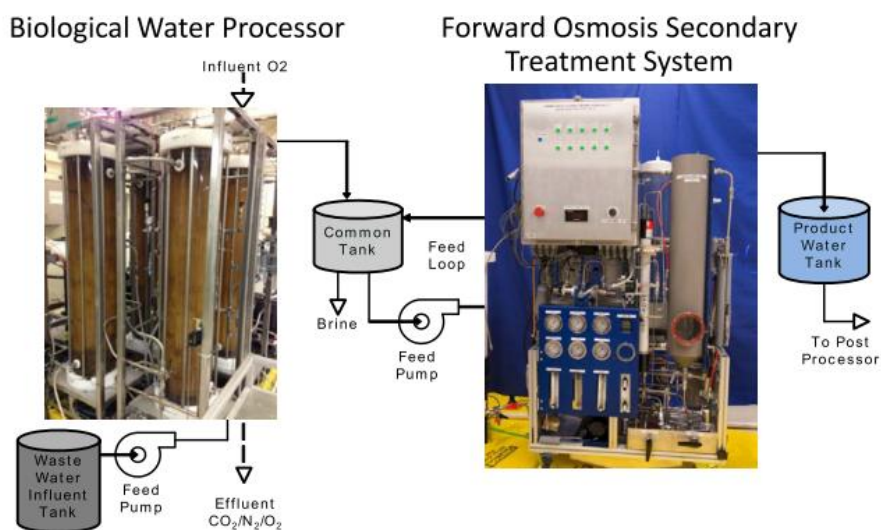 Biological Water Processor
Forward Osmosis Secondary
Treatment System
Influent O2
Common
Tank
Feed
Loop
Brine
Feed
Pump
Product
Water
Tank
To Post
Processor
Waste
Water
Influent
Tank
Feed
Pump
Effluent
CO₂/N₂/O₂